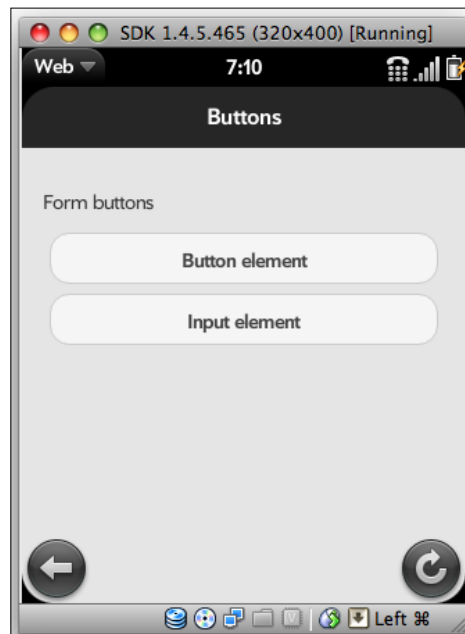 SDK 1.4.5.465 (320x400) [Running]
Web 7:10
Buttons
Form buttons
Button element
Input element
Left ⌘